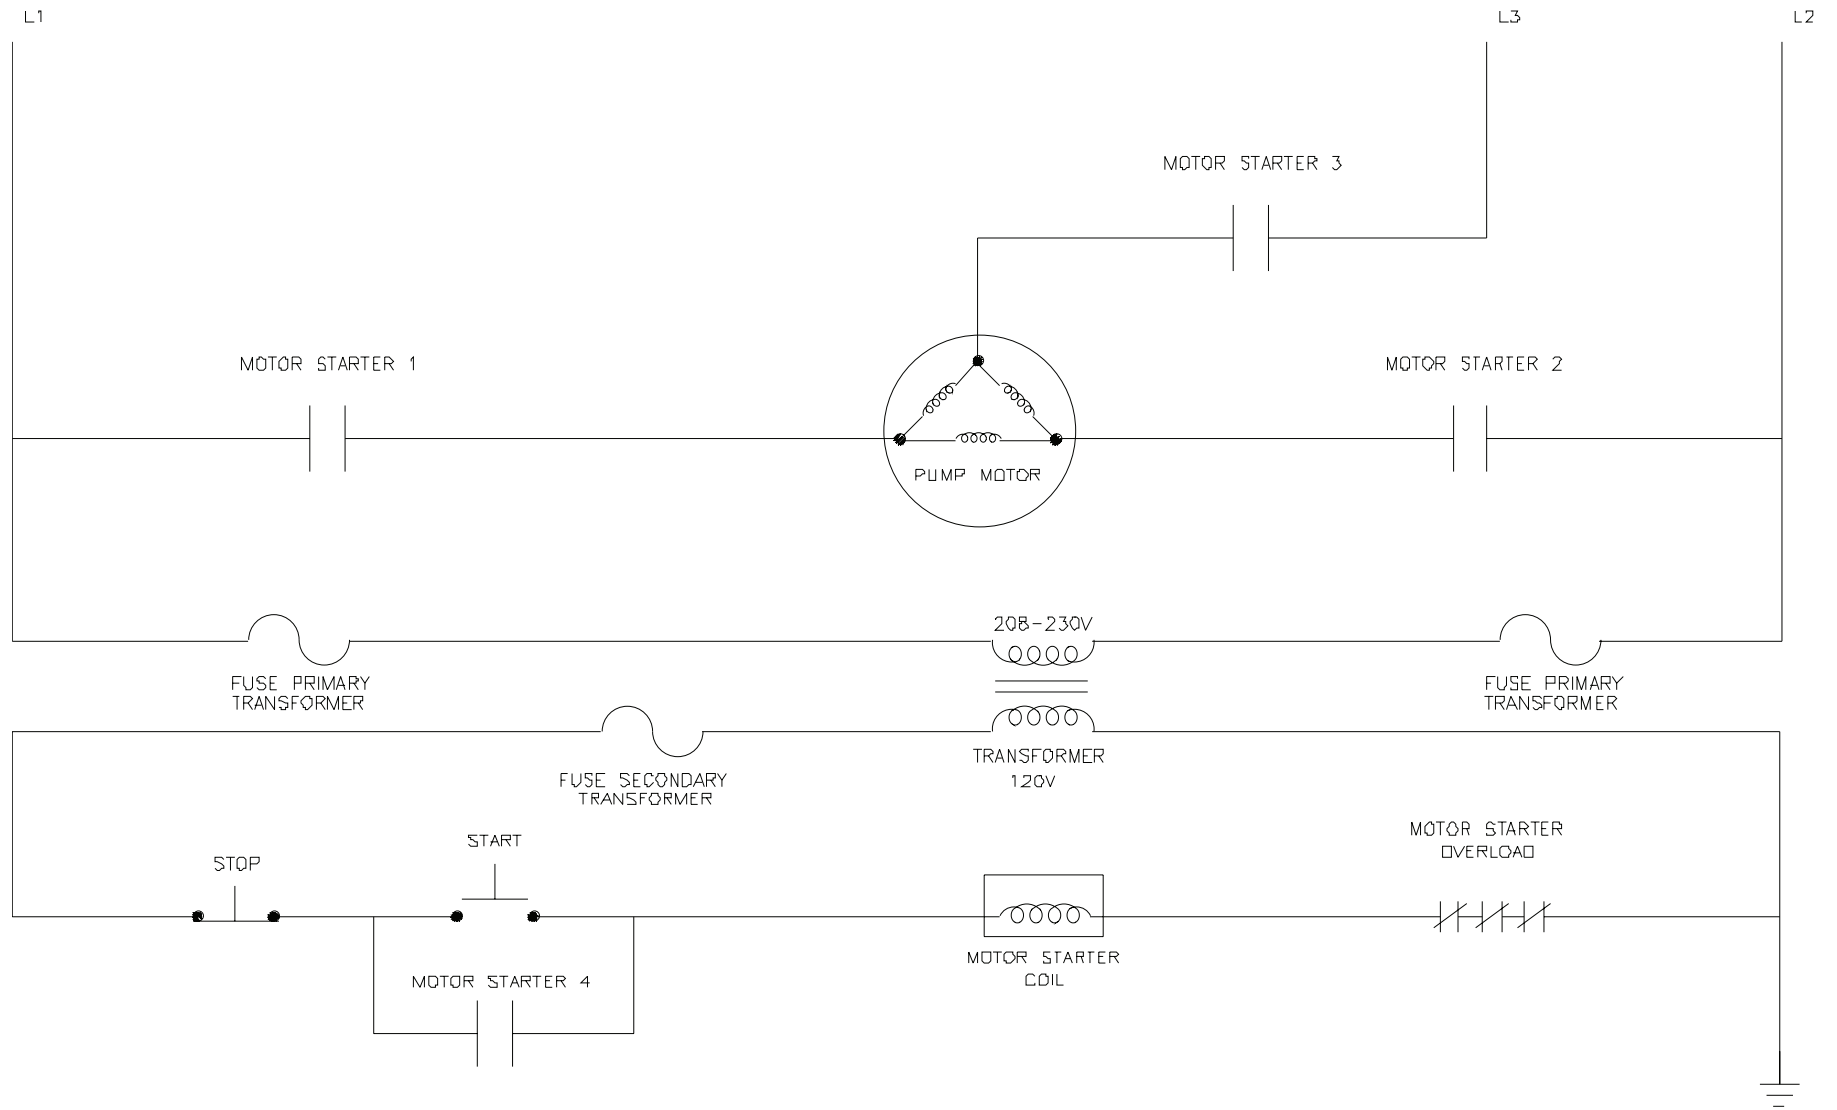 L1
L3
L2
MOTOR STARTER 3
MOTOR STARTER 1
MOTOR STARTER 2
PUMP MOTOR
208-230V
FUSE PRIMARY
TRANSFORMER
FUSE PRIMARY
TRANSFORMER
TRANSFORMER
120V
FUSE SECONDARY
TRANSFORMER
START
STOP
MOTOR STARTER
OVERLOAD
MOTOR STARTER
COIL
MOTOR STARTER 4